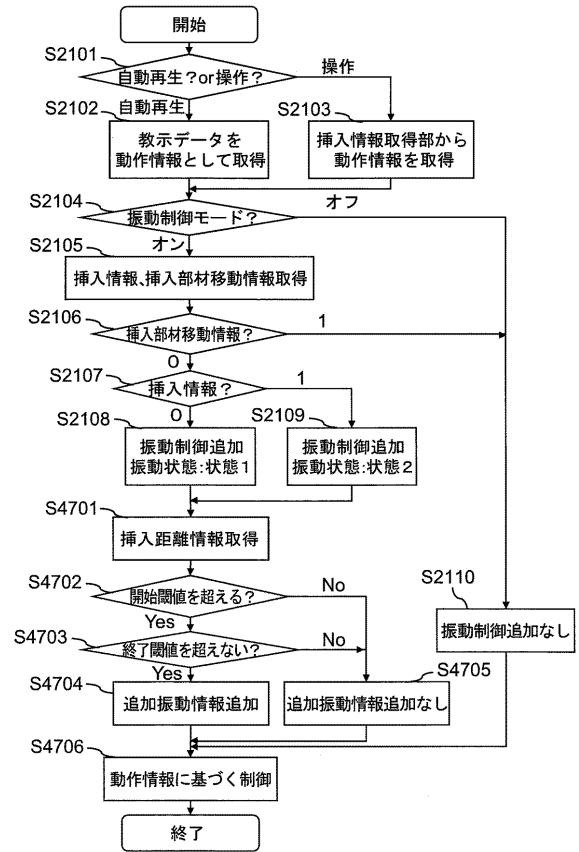 開始
S2101
自動再生?or操作?
操作
自動再生
S2102
教示データを
動作情報として取得
S2103
挿入情報取得部から
動作情報を取得
S2104
振動制御モード?
オフ
オン
S2105
挿入情報、挿入部材移動情報取得
S2106
挿入部材移動情報?
1
0
S2107
挿入情報?
1
0
S2108
振動制御追加
振動状態:状態1
S2109
振動制御追加
振動状態:状態2
S4701
挿入距離情報取得
S4702
開始閾値を超える?
No
Yes
S2110
振動制御追加なし
S4703
終了閾値を超えない?
No
Yes
S4704
追加振動情報追加
S4705
追加振動情報追加なし
S4706
動作情報に基づく制御
終了